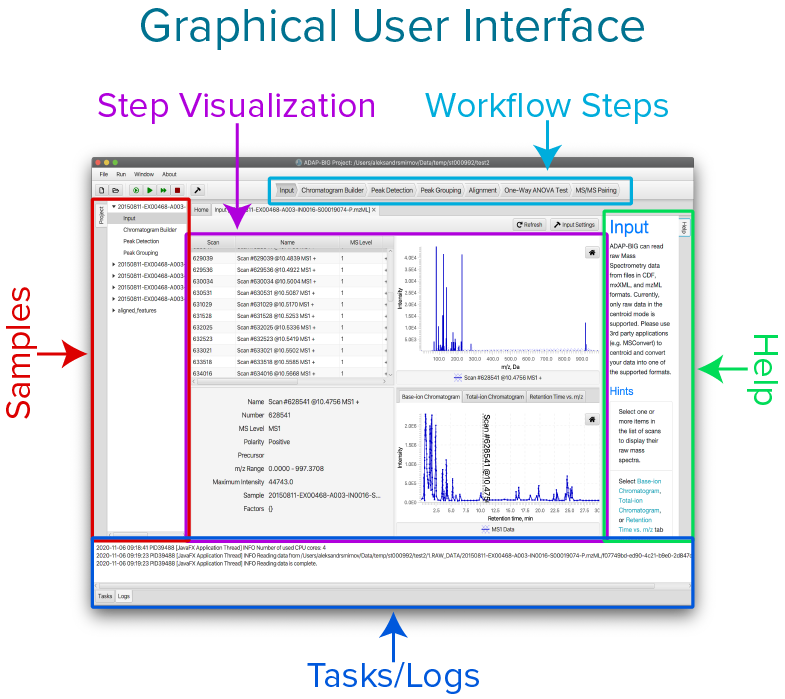 Graphical User Interface
Step Visualization
Workflow Steps
ADAP-BIG Project: /Users/aleksandrsmirnov/Data/temp/st000992/test2
File Run Window About
Input Chromatogram Builder Peak Detection Peak Grouping Alignment One-Way ANOVA Test MS/MS Pairing
Samples
Project
20150811-EX00468-A003-
Input
Chromatogram Builder
Peak Detection
Peak Grouping
20150811-EX00468-A003-
20150811-EX00468-A003-
20150811-EX00468-A003-
20150811-EX00468-A003-
aligned_features
Home Input 11-EX00468-A003-IN0016-S00019074-P.mzML] ×
Refresh Input Settings
Scan Name MS Level
629039 Scan #629039 @10.4839 MS1 + 1
629536 Scan #629536 @10.4922 MS1 + 1
630034 Scan #630034 @10.5004 MS1 + 1
630531 Scan #630531 @10.5087 MS1 + 1
631029 Scan #631029 @10.5170 MS1 + 1
631528 Scan #631528 @10.5253 MS1 + 1
632025 Scan #632025 @10.5336 MS1 + 1
632523 Scan #632523 @10.5419 MS1 + 1
633021 Scan #633021 @10.5502 MS1 + 1
633518 Scan #633518 @10.5585 MS1 + 1
634016 Scan #634016 @10.5668 MS1 + 1
Name Scan #628541 @10.4756 MS1 +
Number 628541
MS Level MS1
Polarity Positive
Precursor
m/z Range 0.0000 - 997.3708
Maximum Intensity 44743.0
Sample 20150811-EX00468-A003-IN0016-S...
Factors {}
Intensity
4.0E4
3.5E4
3.0E4
2.5E4
2.0E4
1.5E4
1.0E4
5.0E3
0.0E0
100.0 200.0 300.0 400.0 500.0 600.0 700.0 800.0 900.0
m/z, Da
Scan #628541 @10.4756 MS1 +
Base-ion Chromatogram Total-ion Chromatogram Retention Time vs. m/z
Intensity
2.0E6
1.5E6
1.0E6
5.0E5
0.0E0
Scan #628541 @10.47
2.5 5.0 7.5 10.0 12.5 15.0 17.5 20.0 22.5 25.0 27.5 30
Retention time, min
MS1 Data
Help
Input
ADAP-BIG can read
raw Mass
Spectrometry data
from files in CDF,
mxXML, and mzML
formats. Currently,
only raw data in the
centroid mode is
supported. Please use
3rd party applications
(e.g. MSConvert) to
centroid and convert
your data into one of
the supported formats.
Hints
Select one or
more items in
the list of scans
to display their
raw mass
spectra.
Select Base-ion
Chromatogram,
Total-ion
Chromatogram,
or Retention
Time vs. m/z tab
Help
2020-11-06 09:18:41 PID39488 [JavaFX Application Thread] INFO Number of used CPU cores: 4
2020-11-06 09:19:23 PID39488 [JavaFX Application Thread] INFO Reading data from /Users/aleksandrsmirnov/Data/temp/st000992/test2/1.RAW_DATA/20150811-EX00468-A003-IN0016-S00019074-P.mzML/f07749bd-ed90-4c21-b9e0-2d847c
2020-11-06 09:19:23 PID39488 [JavaFX Application Thread] INFO Reading data is complete.
Tasks Logs
Tasks/Logs